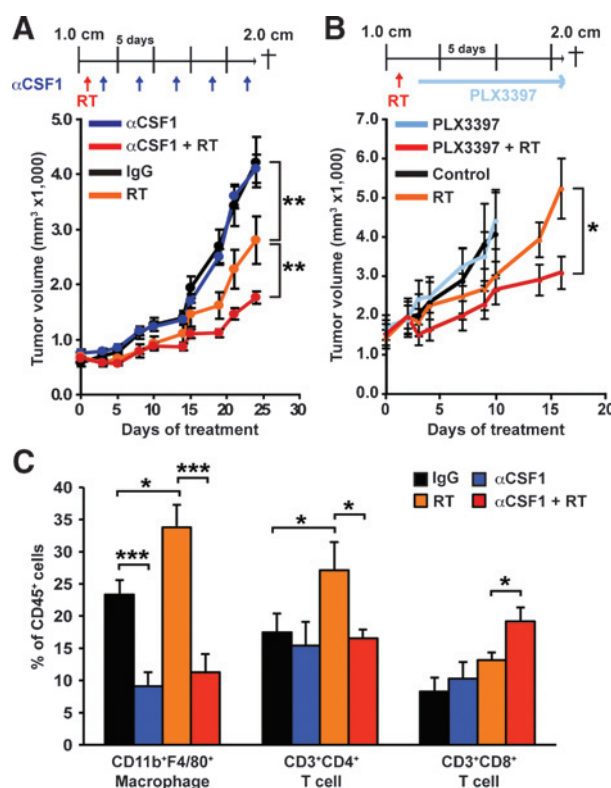 A
1.0 cm 5 days 2.0 cm
αCSF1
RT
αCSF1
αCSF1 + RT
IgG
RT
Tumor volume (mm³ x1,000)
5.0
4.0
3.0
2.0
1.0
0.0
**
**
0 5 10 15 20 25 30
Days of treatment
B
1.0 cm 5 days 2.0 cm
RT PLX3397
PLX3397
PLX3397 + RT
Control
RT
Tumor volume (mm³ x1,000)
7.0
6.0
5.0
4.0
3.0
2.0
1.0
0.0
*
0 10 20
Days of treatment
C
IgG αCSF1
RT αCSF1 + RT
% of CD45⁺ cells
40
35
30
25
20
15
10
5
0
* ***
***
* *
*
CD11b⁺F4/80⁺ CD3⁺CD4⁺ CD3⁺CD8⁺
Macrophage T cell T cell